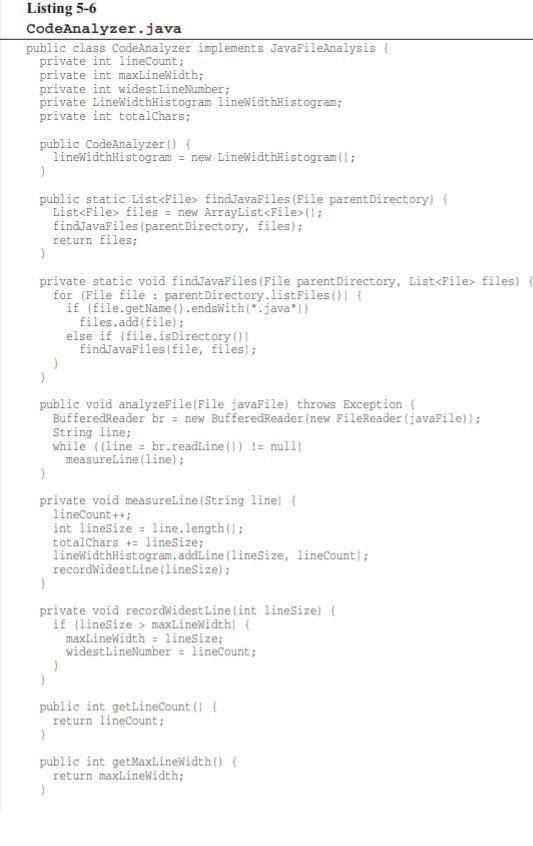 Listing 5-6
CodeAnalyzer.java
public class CodeAnalyzer implements JavaFileAnalysis {
  private int lineCount;
  private int maxLineWidth;
  private int widestLineNumber;
  private LineWidthHistogram lineWidthHistogram;
  private int totalChars;

  public CodeAnalyzer() {
    lineWidthHistogram = new LineWidthHistogram();
  }

  public static List<File> findJavaFiles(File parentDirectory) {
    List<File> files = new ArrayList<File>();
    findJavaFiles(parentDirectory, files);
    return files;
  }

  private static void findJavaFiles(File parentDirectory, List<File> files) {
    for (File file : parentDirectory.listFiles()) {
      if (file.getName().endsWith(".java"))
        files.add(file);
      else if (file.isDirectory())
        findJavaFiles(file, files);
    }
  }

  public void analyzeFile(File javaFile) throws Exception {
    BufferedReader br = new BufferedReader(new FileReader(javaFile));
    String line;
    while ((line = br.readLine()) != null)
      measureLine(line);
  }

  private void measureLine(String line) {
    lineCount++;
    int lineSize = line.length();
    totalChars += lineSize;
    lineWidthHistogram.addLine(lineSize, lineCount);
    recordWidestLine(lineSize);
  }

  private void recordWidestLine(int lineSize) {
    if (lineSize > maxLineWidth) {
      maxLineWidth = lineSize;
      widestLineNumber = lineCount;
    }
  }

  public int getLineCount() {
    return lineCount;
  }

  public int getMaxLineWidth() {
    return maxLineWidth;
  }